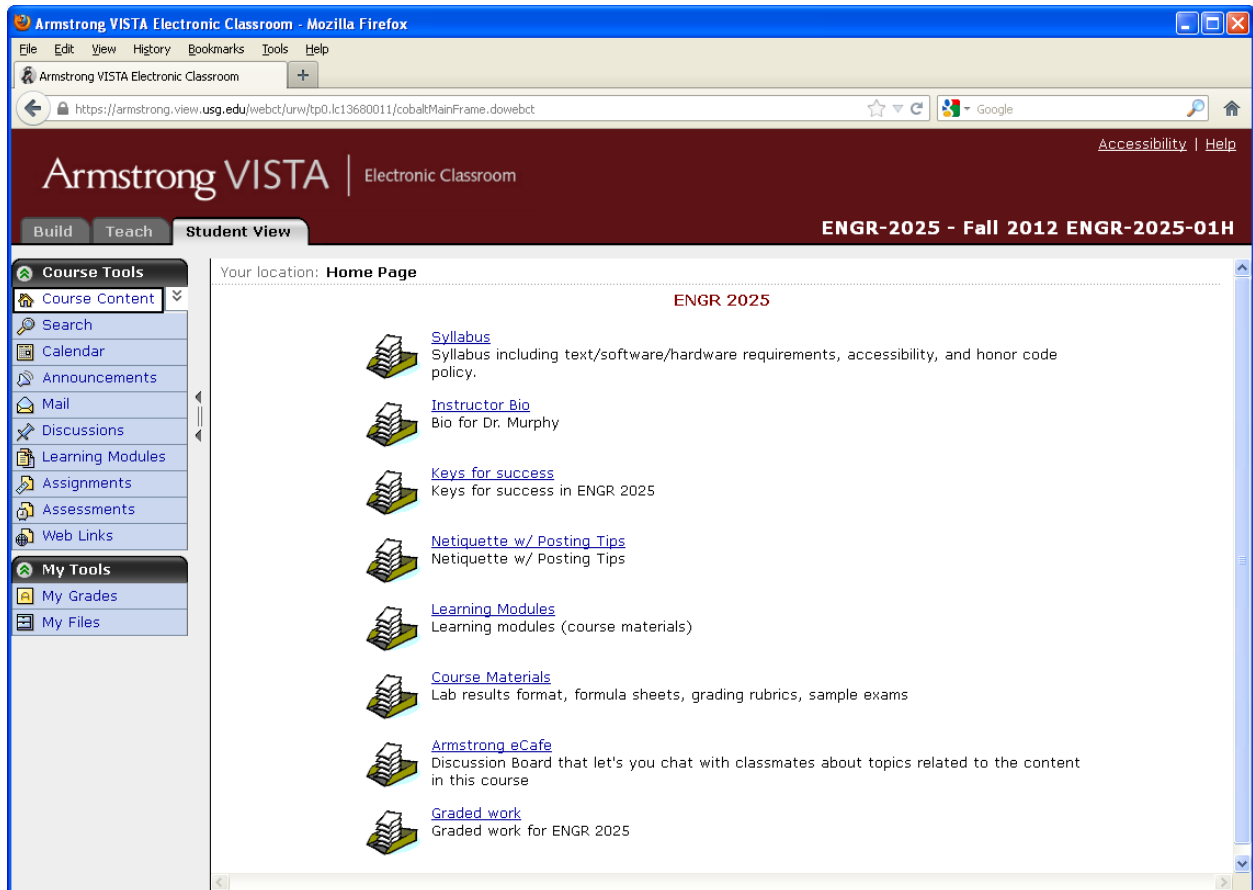 Armstrong VISTA Electronic Classroom - Mozilla Firefox
File Edit View History Bookmarks Tools Help
Armstrong VISTA Electronic Classroom
https://armstrong.view.usg.edu/webct/urw/tp0.lc13680011/cobaltMainFrame.dowebct
Google
Accessibility | Help
Armstrong VISTA | Electronic Classroom
Build Teach Student View
ENGR-2025 - Fall 2012 ENGR-2025-01H
Course Tools
Course Content
Search
Calendar
Announcements
Mail
Discussions
Learning Modules
Assignments
Assessments
Web Links
My Tools
My Grades
My Files
Your location: Home Page
ENGR 2025
Syllabus
Syllabus including text/software/hardware requirements, accessibility, and honor code
policy.
Instructor Bio
Bio for Dr. Murphy
Keys for success
Keys for success in ENGR 2025
Netiquette w/ Posting Tips
Netiquette w/ Posting Tips
Learning Modules
Learning modules (course materials)
Course Materials
Lab results format, formula sheets, grading rubrics, sample exams
Armstrong eCafe
Discussion Board that let's you chat with classmates about topics related to the content
in this course
Graded work
Graded work for ENGR 2025